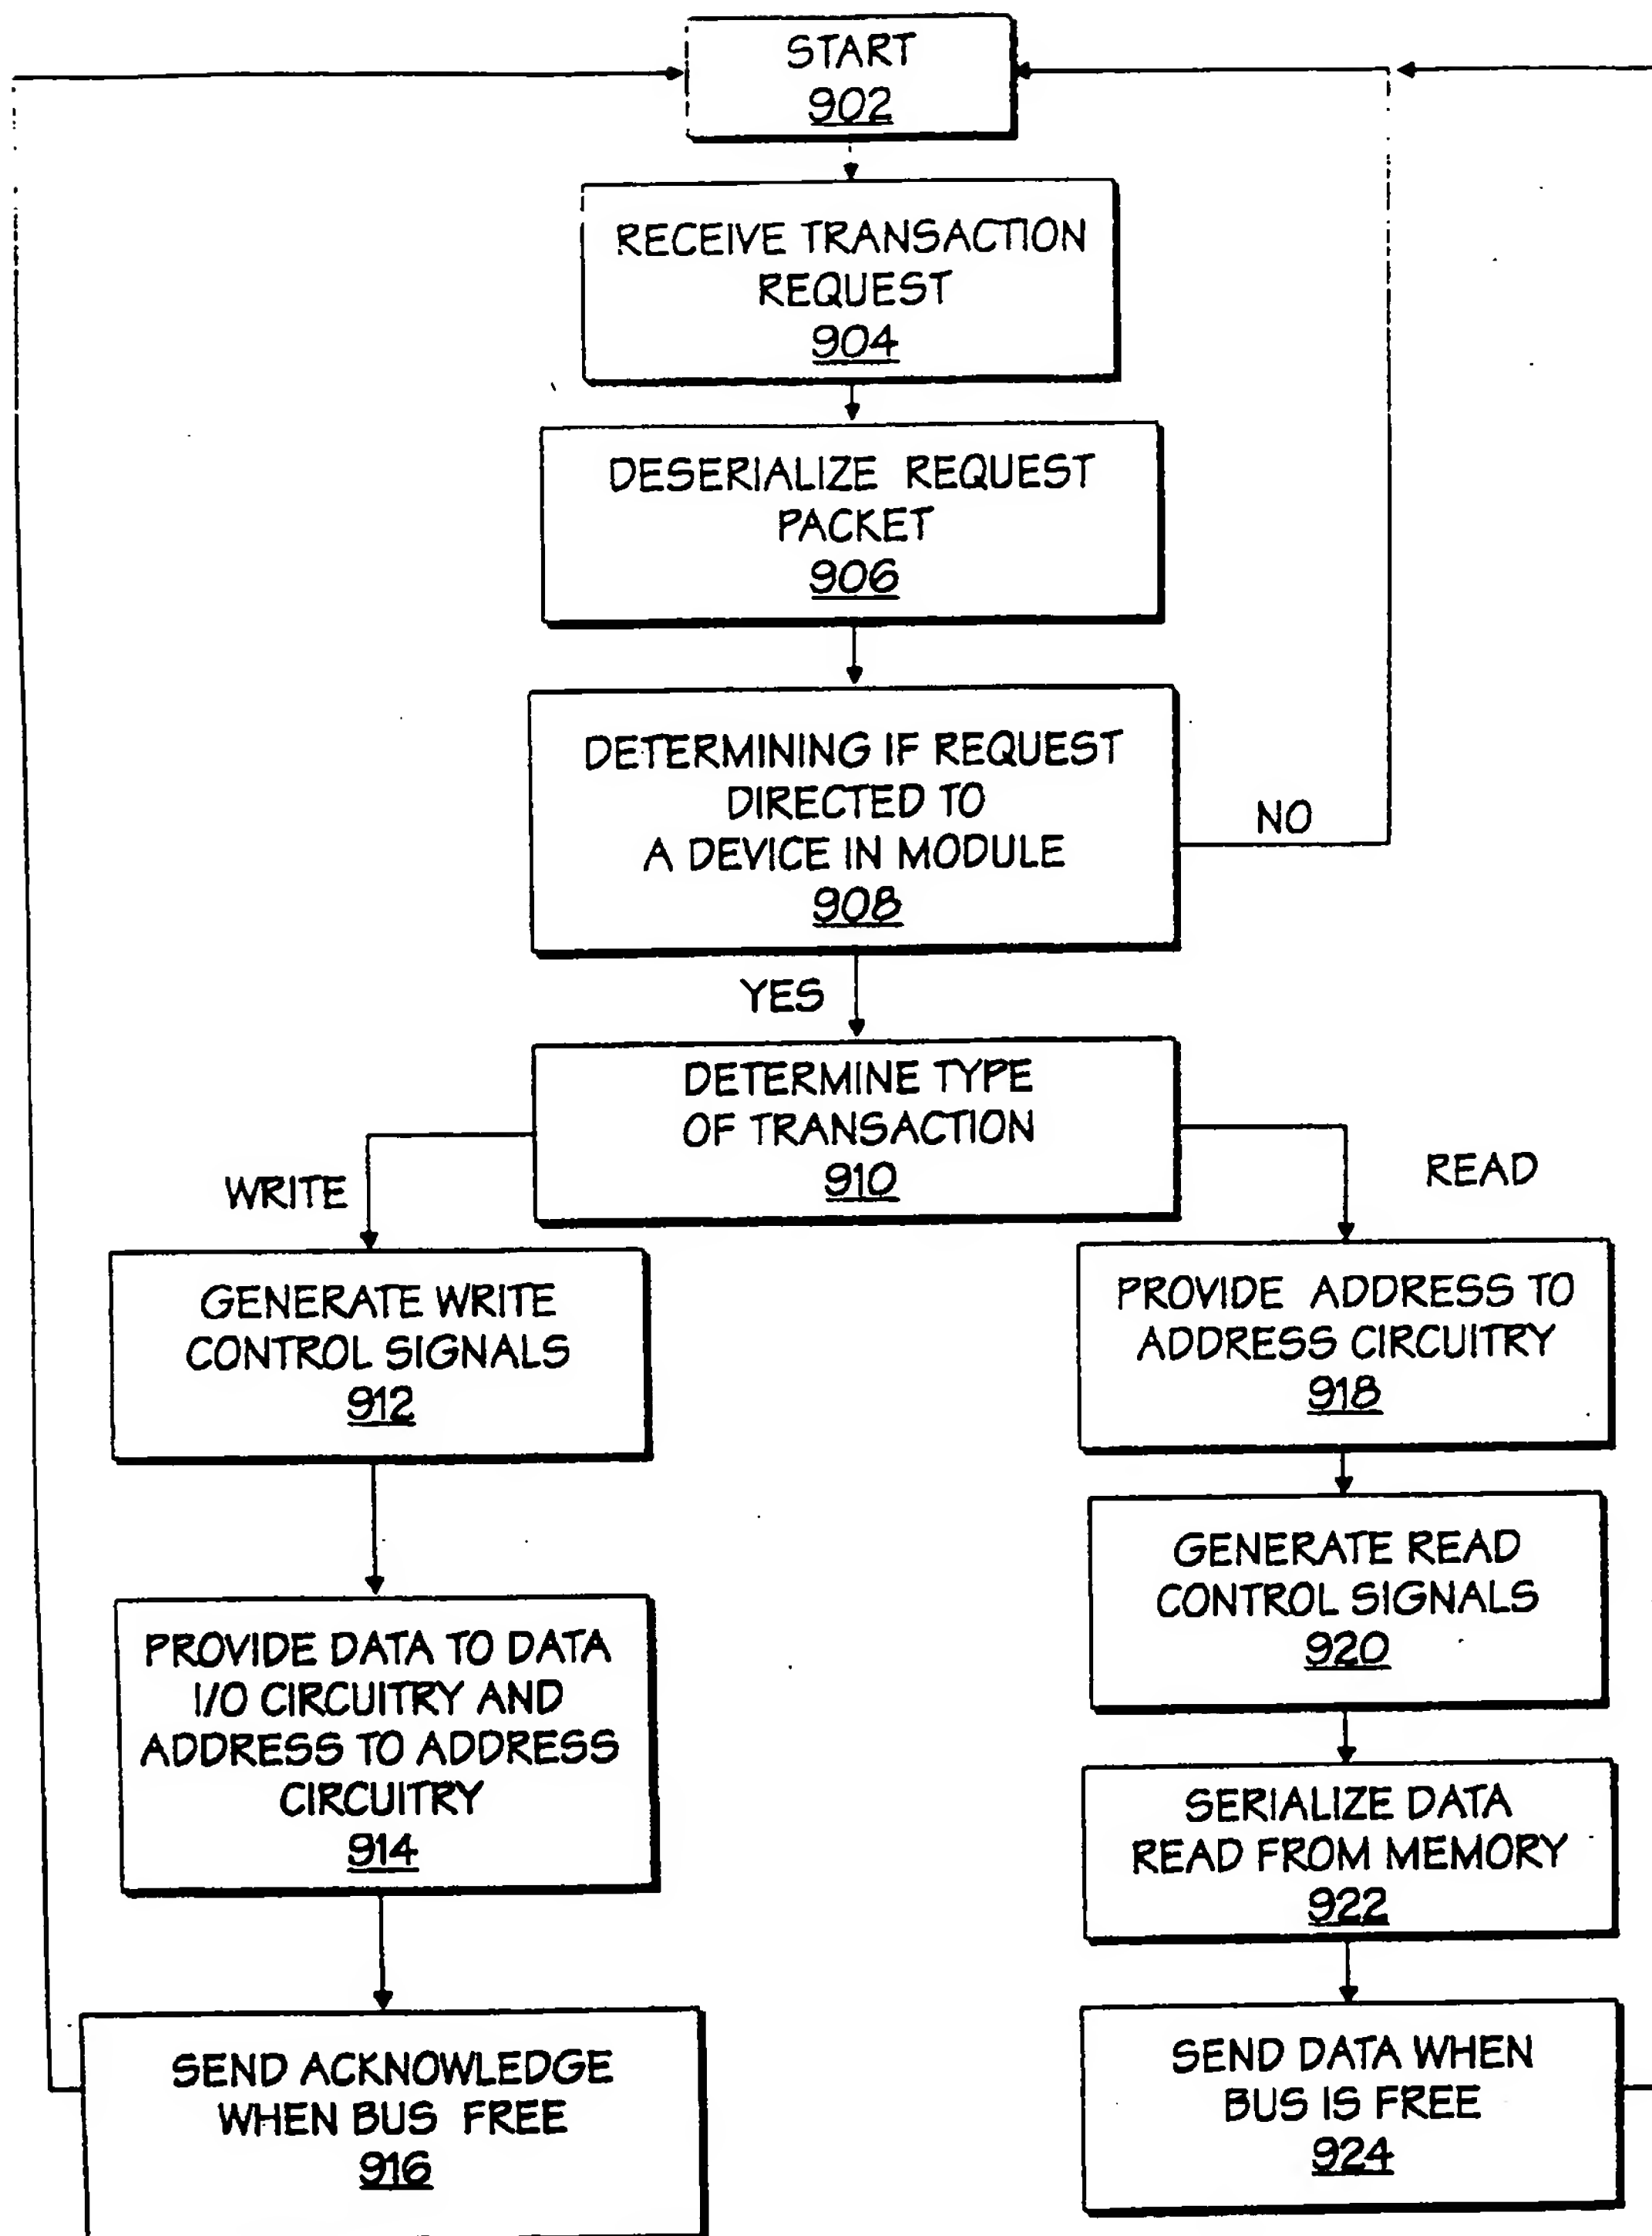 START
902
RECEIVE TRANSACTION
REQUEST
904
DESERIALIZE REQUEST
PACKET
906
DETERMINING IF REQUEST
DIRECTED TO
A DEVICE IN MODULE
908
NO
YES
DETERMINE TYPE
OF TRANSACTION
910
WRITE
READ
GENERATE WRITE
CONTROL SIGNALS
912
PROVIDE DATA TO DATA
I/O CIRCUITRY AND
ADDRESS TO ADDRESS
CIRCUITRY
914
SEND ACKNOWLEDGE
WHEN BUS FREE
916
PROVIDE ADDRESS TO
ADDRESS CIRCUITRY
918
GENERATE READ
CONTROL SIGNALS
920
SERIALIZE DATA
READ FROM MEMORY
922
SEND DATA WHEN
BUS IS FREE
924